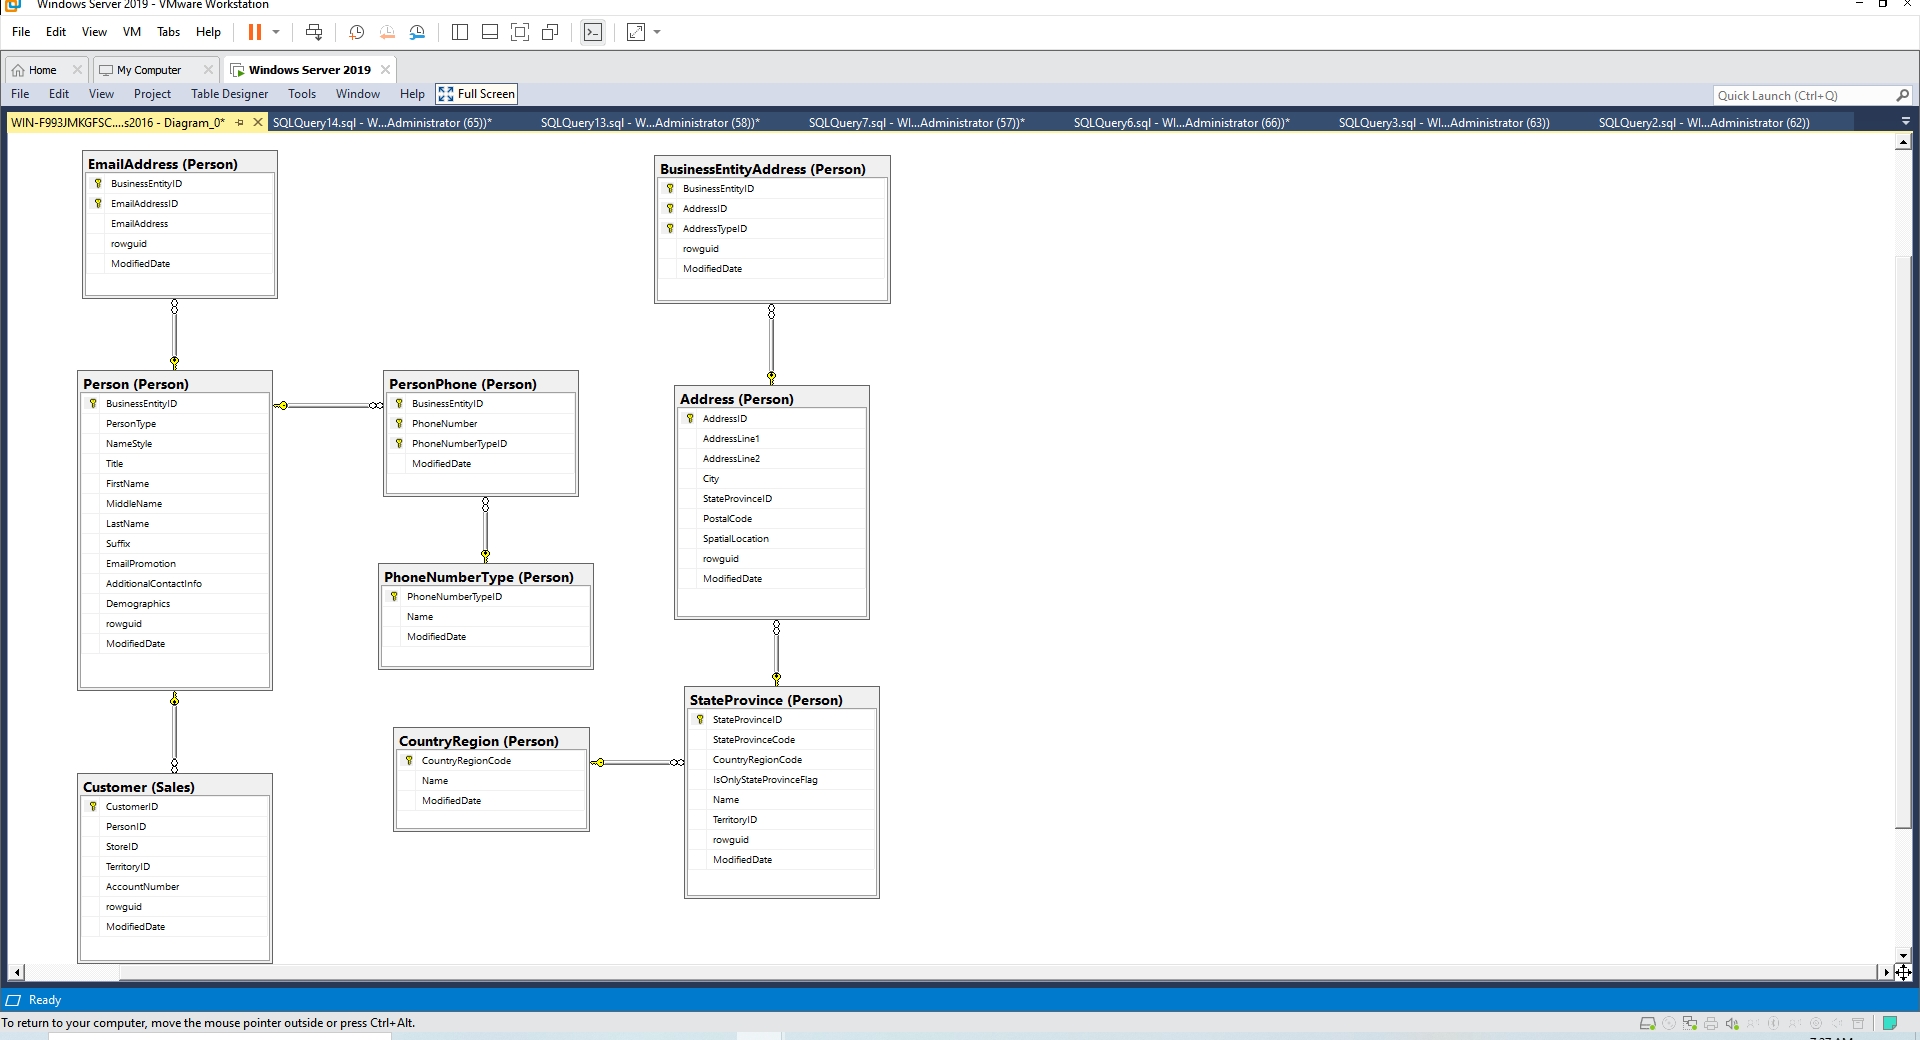 Windows Server 2019 - VMware Workstation
File Edit View VM Tabs Help
Home My Computer Windows Server 2019
File Edit View Project Table Designer Tools Window Help Full Screen Quick Launch (Ctrl+Q)
WIN-F993JMKGFSC....s2016 - Diagram_0* SQLQuery14.sql - W...Administrator (65))* SQLQuery13.sql - W...Administrator (58))* SQLQuery7.sql - WI...Administrator (57))* SQLQuery6.sql - WI...Administrator (66))* SQLQuery3.sql - WI...Administrator (63)) SQLQuery2.sql - WI...Administrator (62))
EmailAddress (Person)
BusinessEntityID
EmailAddressID
EmailAddress
rowguid
ModifiedDate
BusinessEntityAddress (Person)
BusinessEntityID
AddressID
AddressTypeID
rowguid
ModifiedDate
Person (Person)
BusinessEntityID
PersonType
NameStyle
Title
FirstName
MiddleName
LastName
Suffix
EmailPromotion
AdditionalContactInfo
Demographics
rowguid
ModifiedDate
PersonPhone (Person)
BusinessEntityID
PhoneNumber
PhoneNumberTypeID
ModifiedDate
Address (Person)
AddressID
AddressLine1
AddressLine2
City
StateProvinceID
PostalCode
SpatialLocation
rowguid
ModifiedDate
PhoneNumberType (Person)
PhoneNumberTypeID
Name
ModifiedDate
StateProvince (Person)
StateProvinceID
StateProvinceCode
CountryRegionCode
IsOnlyStateProvinceFlag
Name
TerritoryID
rowguid
ModifiedDate
CountryRegion (Person)
CountryRegionCode
Name
ModifiedDate
Customer (Sales)
CustomerID
PersonID
StoreID
TerritoryID
AccountNumber
rowguid
ModifiedDate
Ready
To return to your computer, move the mouse pointer outside or press Ctrl+Alt.